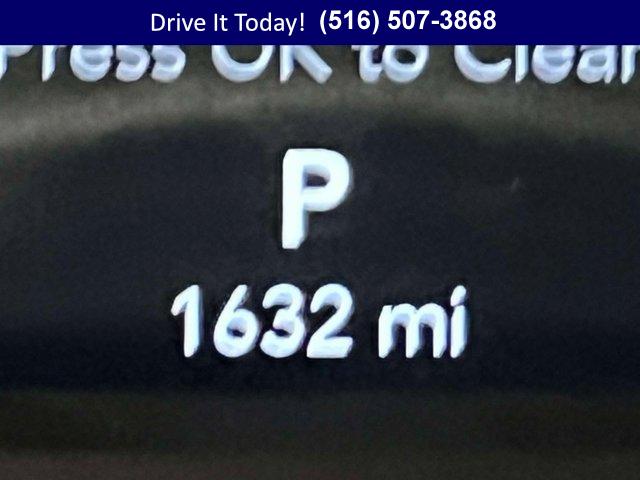 Drive It Today! (516) 507-3868
Press OK to Clear
P
1632 mi